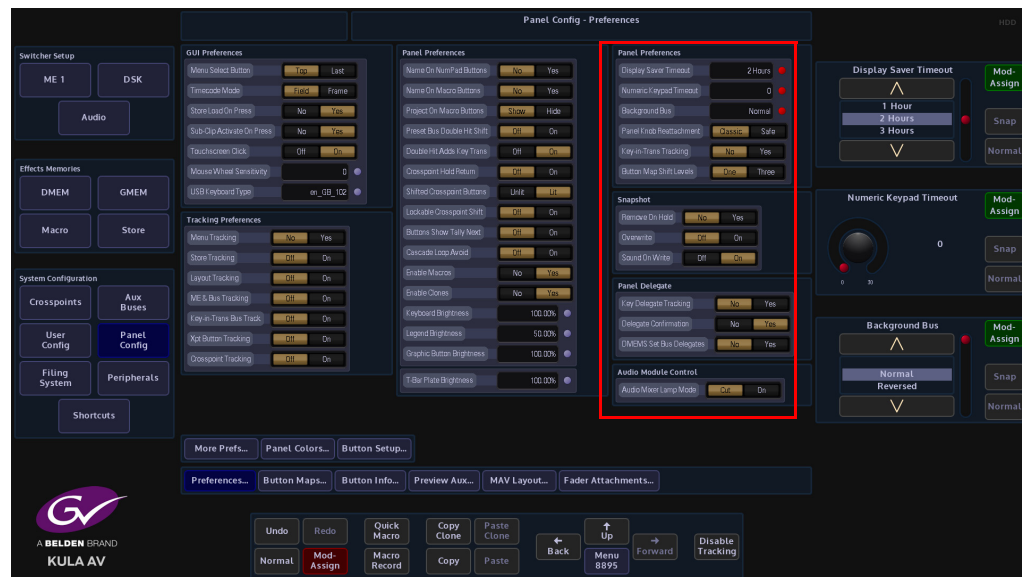 Panel Config - Preferences
HDD
Switcher Setup
ME 1
DSK
Audio
Effects Memories
DMEM
GMEM
Macro
Store
System Configuration
Crosspoints
Aux Buses
User Config
Panel Config
Filing System
Peripherals
Shortcuts
GUI Preferences
Menu Select Button Top Last
Timecode Mode Field Frame
Store Load On Press No Yes
Sub-Clip Activate On Press No Yes
Touchscreen Click Off On
Mouse Wheel Sensitivity 0
USB Keyboard Type en_GB_102
Tracking Preferences
Menu Tracking No Yes
Store Tracking Off On
Layout Tracking Off On
ME & Bus Tracking Off On
Key-in-Trans Bus Track Off On
Xpt Button Tracking Off On
Crosspoint Tracking Off On
Panel Preferences
Name On NumPad Buttons No Yes
Name On Macro Buttons No Yes
Project On Macro Buttons Show Hide
Preset Bus Double Hit Shift Off On
Double Hit Adds Key Trans Off On
Crosspoint Hold Return Off On
Shifted Crosspoint Buttons Unlit Lit
Lockable Crosspoint Shift Off On
Buttons Show Tally Next Off On
Cascade Loop Avoid Off On
Enable Macros No Yes
Enable Clones No Yes
Keyboard Brightness 100.00%
Legend Brightness 50.00%
Graphic Button Brightness 100.00%
T-Bar Plate Brightness 100.00%
Panel Preferences
Display Saver Timeout 2 Hours
Numeric Keypad Timeout 0
Background Bus Normal
Panel Knob Reattachment Classic Safe
Key-in-Trans Tracking No Yes
Button Map Shift Levels One Three
Snapshot
Remove On Hold No Yes
Overwrite Off On
Sound On Write Off On
Panel Delegate
Key Delegate Tracking No Yes
Delegate Confirmation No Yes
DMEMS Set Bus Delegates No Yes
Audio Module Control
Audio Mixer Lamp Mode Cut On
Display Saver Timeout
1 Hour
2 Hours
3 Hours
Mod-Assign
Snap
Normal
Numeric Keypad Timeout
0
0 30
Mod-Assign
Snap
Normal
Background Bus
Normal
Reversed
Mod-Assign
Snap
Normal
More Prefs... Panel Colors... Button Setup...
Preferences... Button Maps... Button Info... Preview Aux... MAV Layout... Fader Attachments...
GV
A BELDEN BRAND
KULA AV
Undo Redo Quick Macro Copy Clone Paste Clone
Normal Mod-Assign Macro Record Copy Paste
Back Up Menu 8895 Forward
Disable Tracking